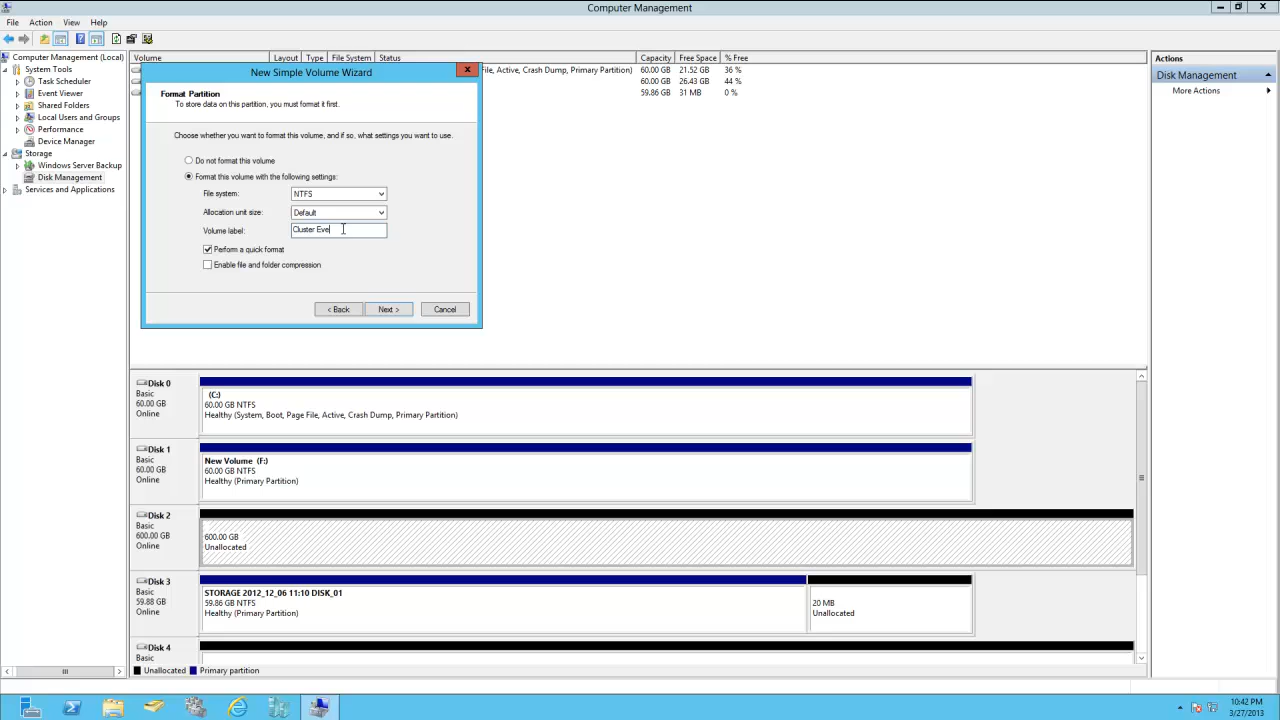 Computer Management
File Action View Help
Computer Management (Local)
System Tools
Task Scheduler
Event Viewer
Shared Folders
Local Users and Groups
Performance
Device Manager
Storage
Windows Server Backup
Disk Management
Services and Applications
Volume Layout Type File System Status Capacity Free Space % Free
File, Active, Crash Dump, Primary Partition) 60.00 GB 21.52 GB 36 %
60.00 GB 26.43 GB 44 %
59.86 GB 31 MB 0 %
Actions
Disk Management
More Actions
New Simple Volume Wizard
Format Partition
To store data on this partition, you must format it first.
Choose whether you want to format this volume, and if so, what settings you want to use.
Do not format this volume
Format this volume with the following settings:
File system: NTFS
Allocation unit size: Default
Volume label: Cluster Eve
Perform a quick format
Enable file and folder compression
< Back Next > Cancel
Disk 0
Basic
60.00 GB
Online
(C:)
60.00 GB NTFS
Healthy (System, Boot, Page File, Active, Crash Dump, Primary Partition)
Disk 1
Basic
60.00 GB
Online
New Volume (F:)
60.00 GB NTFS
Healthy (Primary Partition)
Disk 2
Basic
600.00 GB
Online
600.00 GB
Unallocated
Disk 3
Basic
59.88 GB
Online
STORAGE 2012_12_06 11:10 DISK_01
59.86 GB NTFS
Healthy (Primary Partition)
20 MB
Unallocated
Disk 4
Basic
Unallocated Primary partition
10:42 PM
3/27/2013